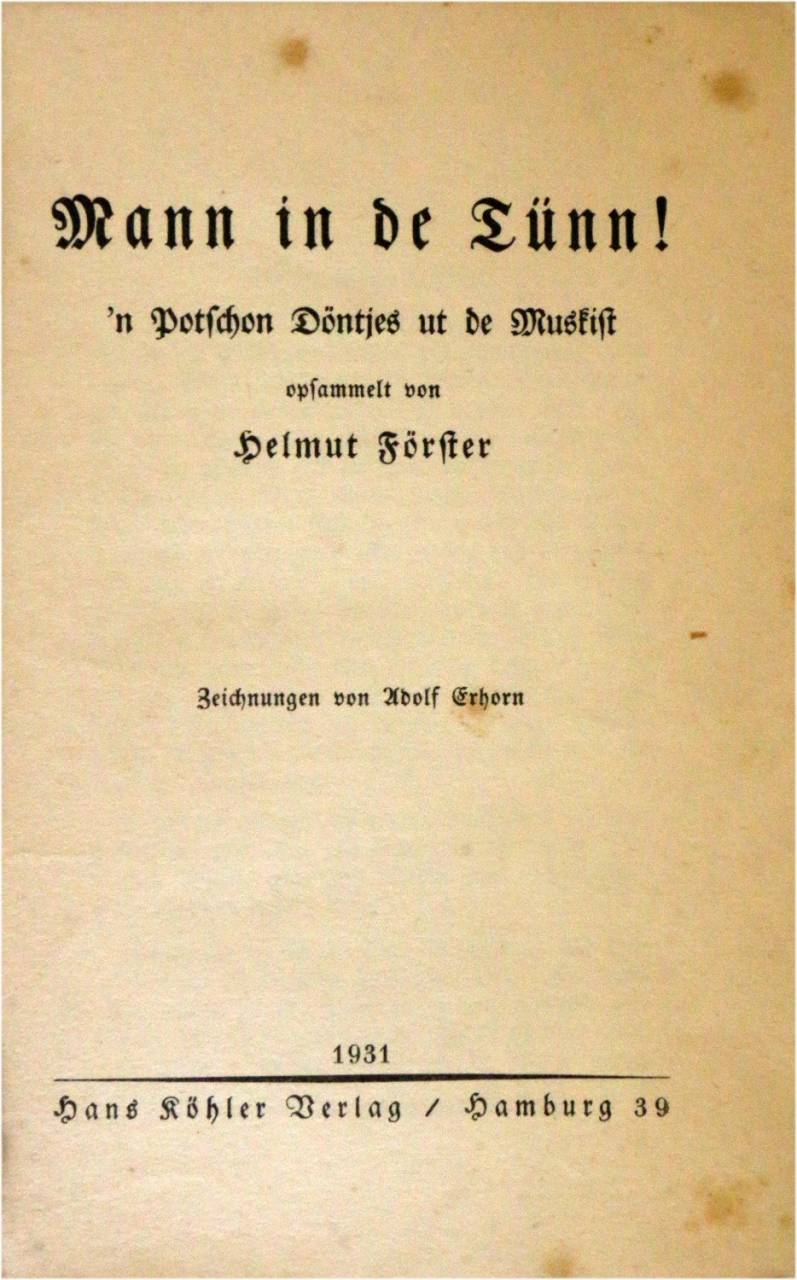 Mann in de Tünn!
'n Potschon Döntjes ut de Muskist
opsammelt von
Helmut Förster
Zeichnungen von Adolf Erhorn
1931
Hans Köhler Verlag / Hamburg 39